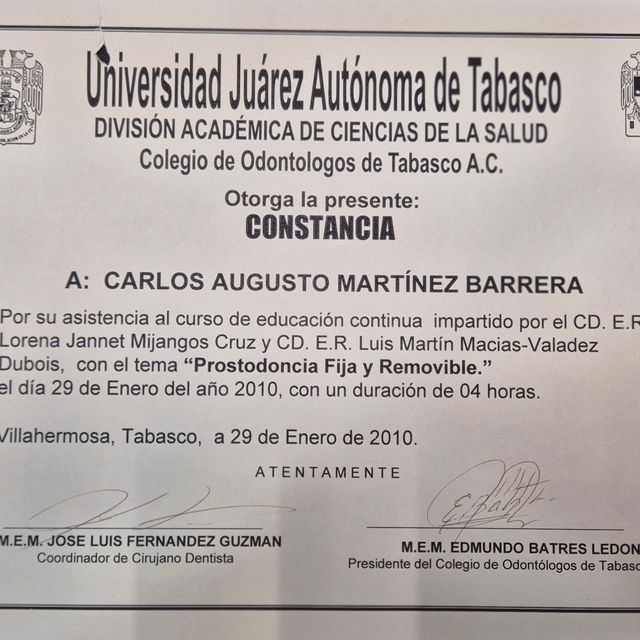 Universidad Juárez Autónoma de Tabasco
DIVISIÓN ACADÉMICA DE CIENCIAS DE LA SALUD
Colegio de Odontologos de Tabasco A.C.
Otorga la presente:
CONSTANCIA
A: CARLOS AUGUSTO MARTÍNEZ BARRERA
Por su asistencia al curso de educación continua impartido por el CD. E.R
Lorena Jannet Mijangos Cruz y CD. E.R. Luis Martín Macias-Valadez
Dubois, con el tema “Prostodoncia Fija y Removible.”
el día 29 de Enero del año 2010, con un duración de 04 horas.
Villahermosa, Tabasco, a 29 de Enero de 2010.
ATENTAMENTE
M.E.M. JOSE LUIS FERNANDEZ GUZMAN
Coordinador de Cirujano Dentista
M.E.M. EDMUNDO BATRES LEDON
Presidente del Colegio de Odontólogos de Tabasco